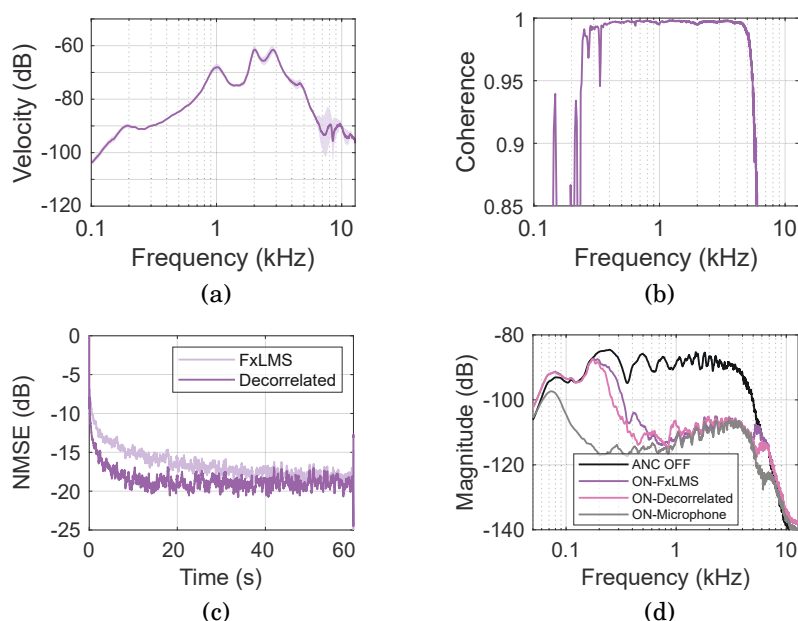 -60
-80
-100
-120
Velocity (dB)
0.1 1 10
Frequency (kHz)
(a)
1
0.95
0.9
0.85
Coherence
0.1 1 10
Frequency (kHz)
(b)
0
-5
-10
-15
-20
-25
NMSE (dB)
FxLMS
Decorrelated
0 20 40 60
Time (s)
(c)
-80
-100
-120
-140
Magnitude (dB)
ANC OFF
ON-FxLMS
ON-Decorrelated
ON-Microphone
0.1 1 10
Frequency (kHz)
(d)